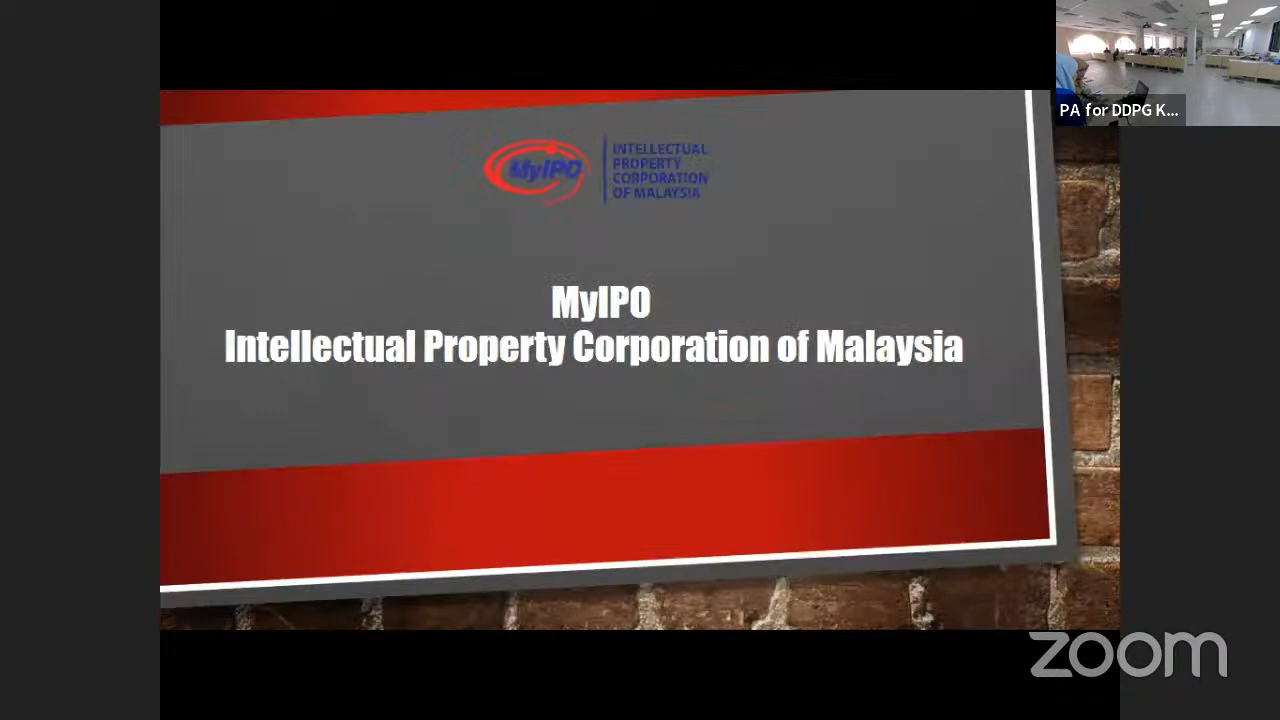 PA for DDPG K...
MyIPO
INTELLECTUAL
PROPERTY
CORPORATION
OF MALAYSIA
MyIPO
Intellectual Property Corporation of Malaysia
zoom